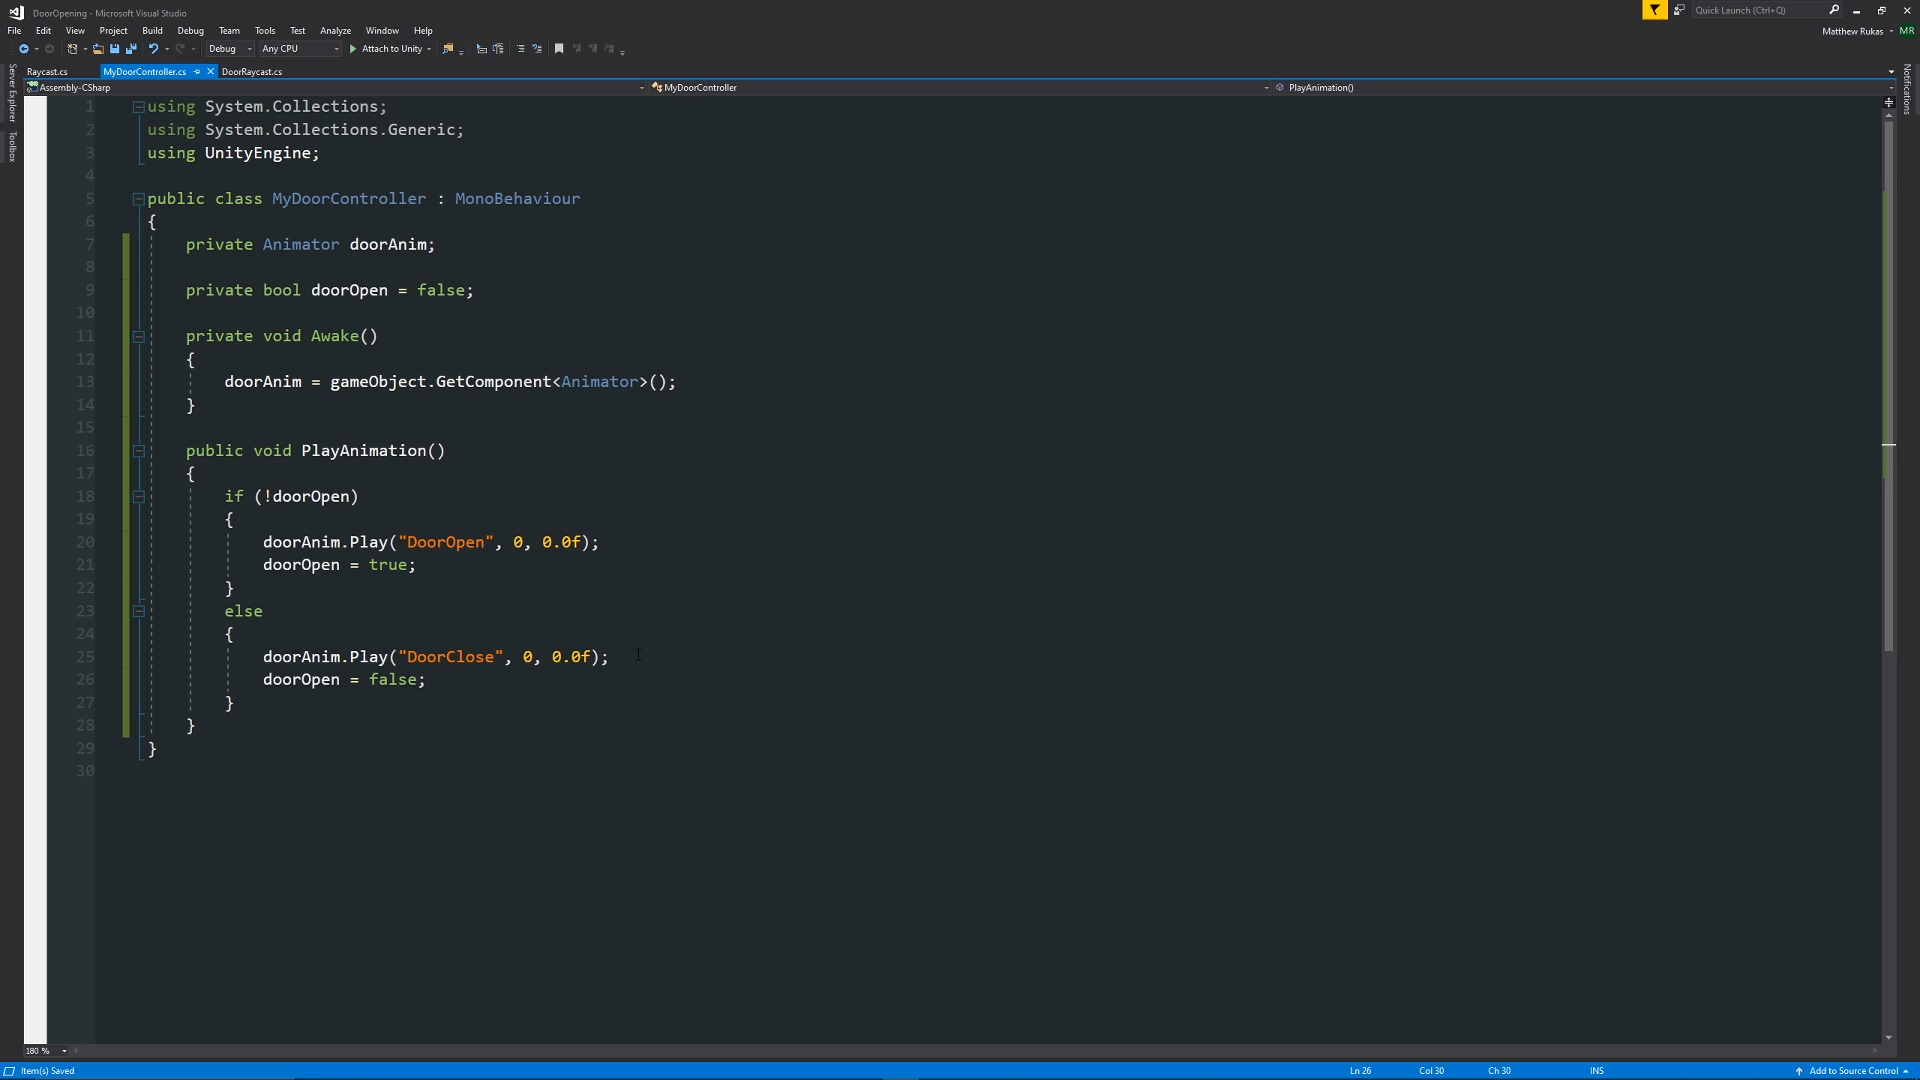 DoorOpening - Microsoft Visual Studio
Quick Launch (Ctrl+Q)
File Edit View Project Build Debug Team Tools Test Analyze Window Help
Matthew Rukas MR
Debug Any CPU Attach to Unity
Raycast.cs MyDoorController.cs DoorRaycast.cs
Assembly-CSharp MyDoorController PlayAnimation()
Server Explorer
Toolbox
Notifications
1 using System.Collections;
2 using System.Collections.Generic;
3 using UnityEngine;
4
5 public class MyDoorController : MonoBehaviour
6 {
7 private Animator doorAnim;
8
9 private bool doorOpen = false;
10
11 private void Awake()
12 {
13 doorAnim = gameObject.GetComponent<Animator>();
14 }
15
16 public void PlayAnimation()
17 {
18 if (!doorOpen)
19 {
20 doorAnim.Play("DoorOpen", 0, 0.0f);
21 doorOpen = true;
22 }
23 else
24 {
25 doorAnim.Play("DoorClose", 0, 0.0f);
26 doorOpen = false;
27 }
28 }
29 }
30
180 %
Item(s) Saved Ln 26 Col 30 Ch 30 INS Add to Source Control